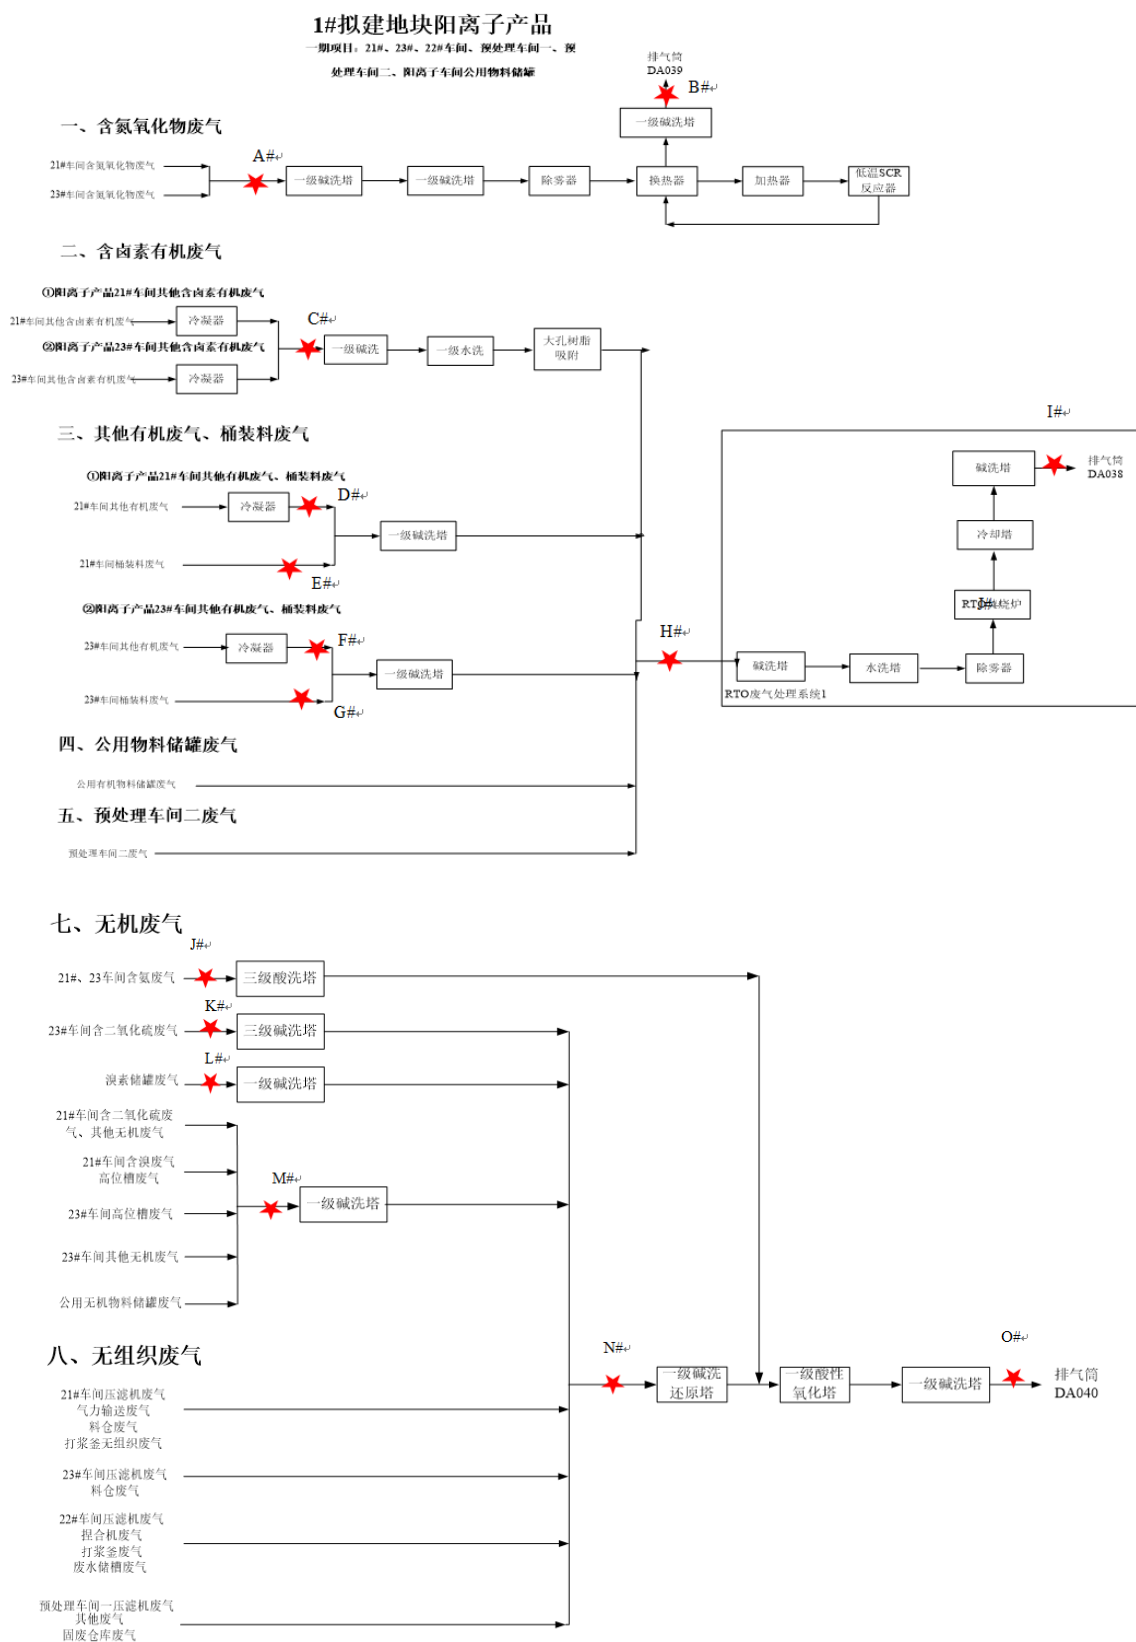 1#拟建地块阳离子产品
一期项目：21#、23#、22#车间、预处理车间一、预
处理车间二、阳离子车间公用物料储罐
排气筒
DA039
B#
一级碱洗塔
一、含氮氧化物废气
21#车间含氮氧化物废气
23#车间含氮氧化物废气
A#
一级碱洗塔
一级碱洗塔
除雾器
换热器
加热器
低温SCR
反应器
二、含卤素有机废气
①阳离子产品21#车间其他含卤素有机废气
21#车间其他含卤素有机废气
冷凝器
②阳离子产品23#车间其他含卤素有机废气
23#车间其他含卤素有机废气
冷凝器
C#
一级碱洗
一级水洗
大孔树脂
吸附
三、其他有机废气、桶装料废气
①阳离子产品21#车间其他有机废气、桶装料废气
21#车间其他有机废气
冷凝器
D#
21#车间桶装料废气
E#
一级碱洗塔
②阳离子产品23#车间其他有机废气、桶装料废气
23#车间其他有机废气
冷凝器
F#
23#车间桶装料废气
G#
一级碱洗塔
H#
I#
碱洗塔
排气筒
DA038
冷却塔
RTO
烧炉
碱洗塔
水洗塔
除雾器
RTO废气处理系统1
四、公用物料储罐废气
公用有机物料储罐废气
五、预处理车间二废气
预处理车间二废气
七、无机废气
J#
21#、23车间含氨废气
三级酸洗塔
K#
23#车间含二氧化硫废气
三级碱洗塔
L#
溴素储罐废气
一级碱洗塔
21#车间含二氧化硫废
气、其他无机废气
21#车间含溴废气
高位槽废气
23#车间高位槽废气
23#车间其他无机废气
公用无机物料储罐废气
M#
一级碱洗塔
八、无组织废气
21#车间压滤机废气
气力输送废气
料仓废气
打浆釜无组织废气
23#车间压滤机废气
料仓废气
22#车间压滤机废气
捏合机废气
打浆釜废气
废水储槽废气
预处理车间一压滤机废气
其他废气
固废仓库废气
N#
一级碱洗
还原塔
一级酸性
氧化塔
一级碱洗塔
O#
排气筒
DA040